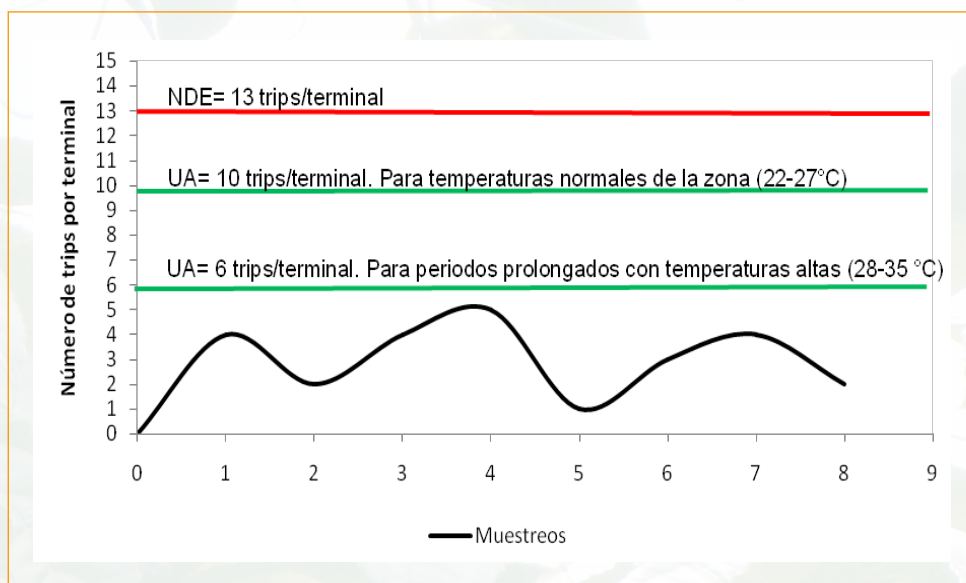 Número de trips por terminal
15
14
13
12
11
10
9
8
7
6
5
4
3
2
1
0
NDE= 13 trips/terminal
UA= 10 trips/terminal. Para temperaturas normales de la zona (22-27°C)
UA= 6 trips/terminal. Para periodos prolongados con temperaturas altas (28-35 °C)
0 1 2 3 4 5 6 7 8 9
Muestreos